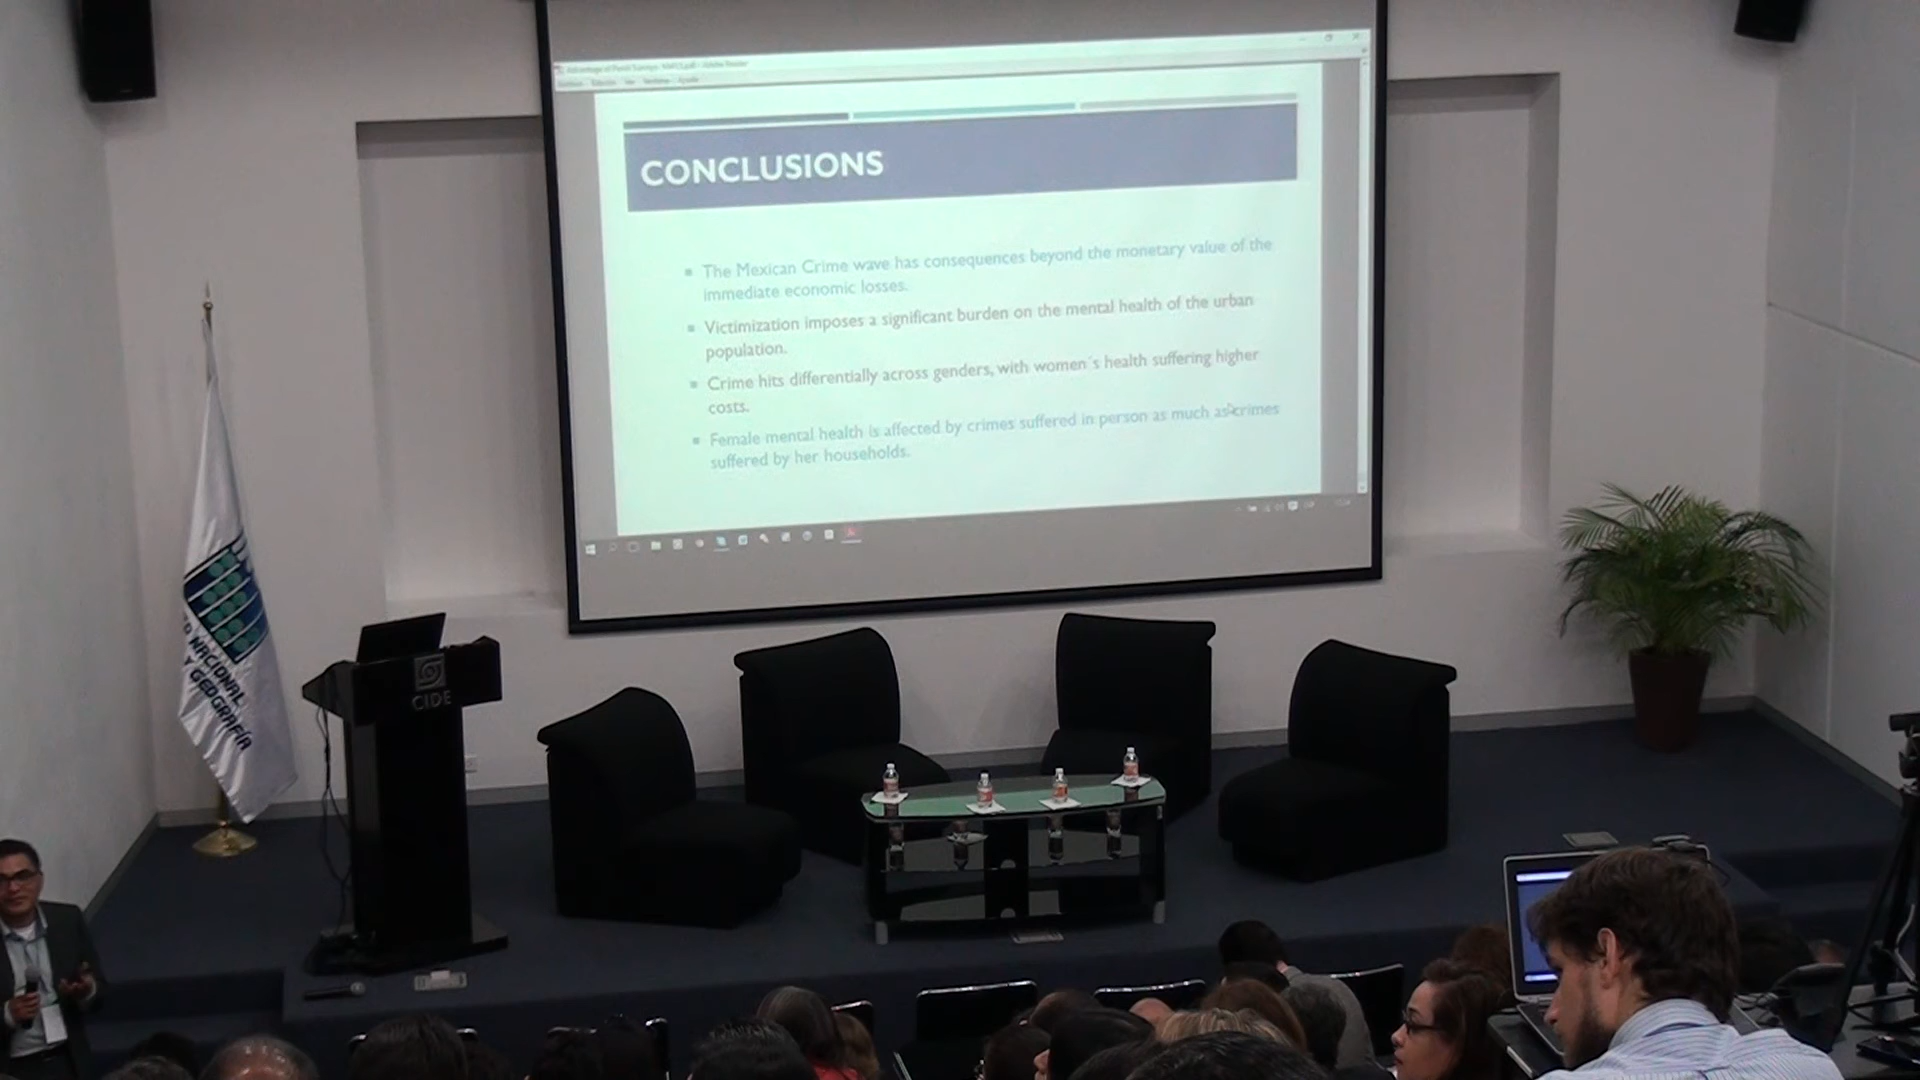 CONCLUSIONS
The Mexican Crime wave has consequences beyond the monetary value of the
immediate economic losses.
Victimization imposes a significant burden on the mental health of the urban
population.
Crime hits differentially across genders, with women´s health suffering higher
costs.
Female mental health is affected by crimes suffered in person as much as crimes
suffered by her households.
CIDE
NACIONAL
Y GEOGRAFÍA